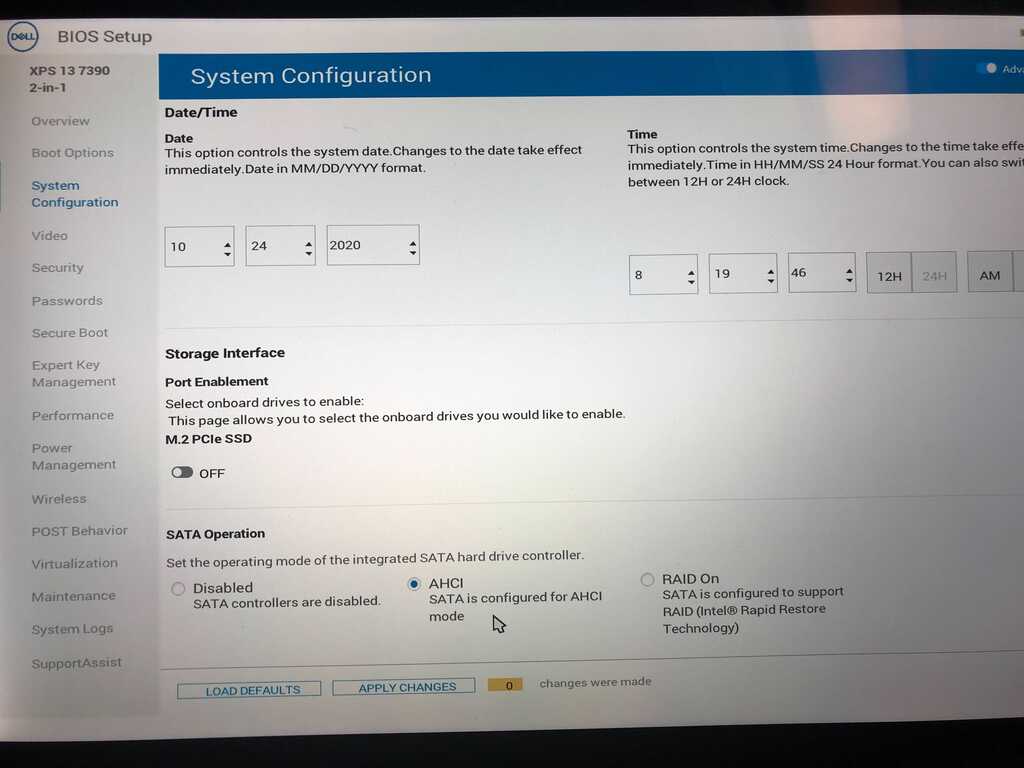 DELL
BIOS Setup
XPS 13 7390
2-in-1
Overview
Boot Options
System
Configuration
Video
Security
Passwords
Secure Boot
Expert Key
Management
Performance
Power
Management
Wireless
POST Behavior
Virtualization
Maintenance
System Logs
SupportAssist
System Configuration
Adva
Date/Time
Date
This option controls the system date.Changes to the date take effect
immediately.Date in MM/DD/YYYY format.
10 24 2020
Time
This option controls the system time.Changes to the time take effe
immediately.Time in HH/MM/SS 24 Hour format.You can also swi
between 12H or 24H clock.
8 19 46 12H 24H AM
Storage Interface
Port Enablement
Select onboard drives to enable:
This page allows you to select the onboard drives you would like to enable.
M.2 PCIe SSD
OFF
SATA Operation
Set the operating mode of the integrated SATA hard drive controller.
Disabled
SATA controllers are disabled.
AHCI
SATA is configured for AHCI
mode
RAID On
SATA is configured to support
RAID (Intel® Rapid Restore
Technology)
LOAD DEFAULTS APPLY CHANGES 0 changes were made